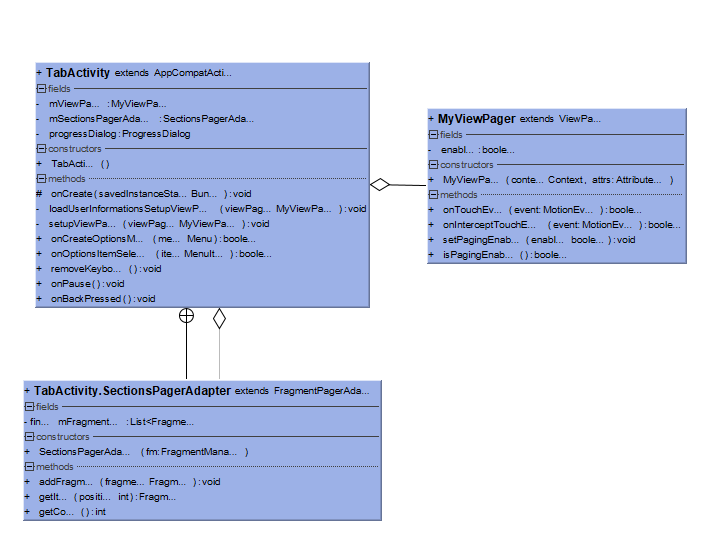 + TabActivity extends AppCompatActi...
fields
- mViewPa... : MyViewPa...
- mSectionsPagerAda... : SectionsPagerAda...
- progressDialog : ProgressDialog
constructors
+ TabActi... ()
methods
# onCreate ( savedInstanceSta... Bun... ) : void
- loadUserInformationsSetupViewP... ( viewPag... MyViewPa... ) : void
- setupViewPa... ( viewPag... MyViewPa... ) : void
+ onCreateOptionsM... ( me... Menu ) : boole...
+ onOptionsItemSele... ( ite... MenuIt... ) : boole...
+ removeKeybo... () : void
+ onPause () : void
+ onBackPressed () : void
+ MyViewPager extends ViewPa...
fields
- enabl... : boole...
constructors
+ MyViewPa... ( conte... Context, attrs: Attribute... )
methods
+ onTouchEv... ( event: MotionEv... ) : boole...
+ onInterceptTouchE... ( event: MotionEv... ) : boole...
+ setPagingEnab... ( enabl... boole... ) : void
+ isPagingEnab... () : boole...
+ TabActivity.SectionsPagerAdapter extends FragmentPagerAda...
fields
- fin... mFragment... : List<Fragme...
constructors
+ SectionsPagerAda... ( fm: FragmentMana... )
methods
+ addFragm... ( fragme... Fragm... ) : void
+ getIt... ( positi... int ) : Fragm...
+ getCo... () : int